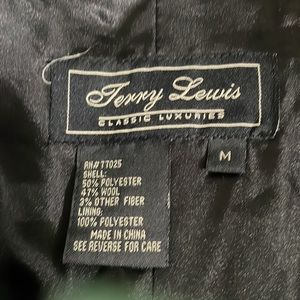 Terry Lewis
CLASSIC LUXURIES
M
RN#77025
SHELL:
50% POLYESTER
47% WOOL
3% OTHER FIBER
LINING:
100% POLYESTER
MADE IN CHINA
SEE REVERSE FOR CARE